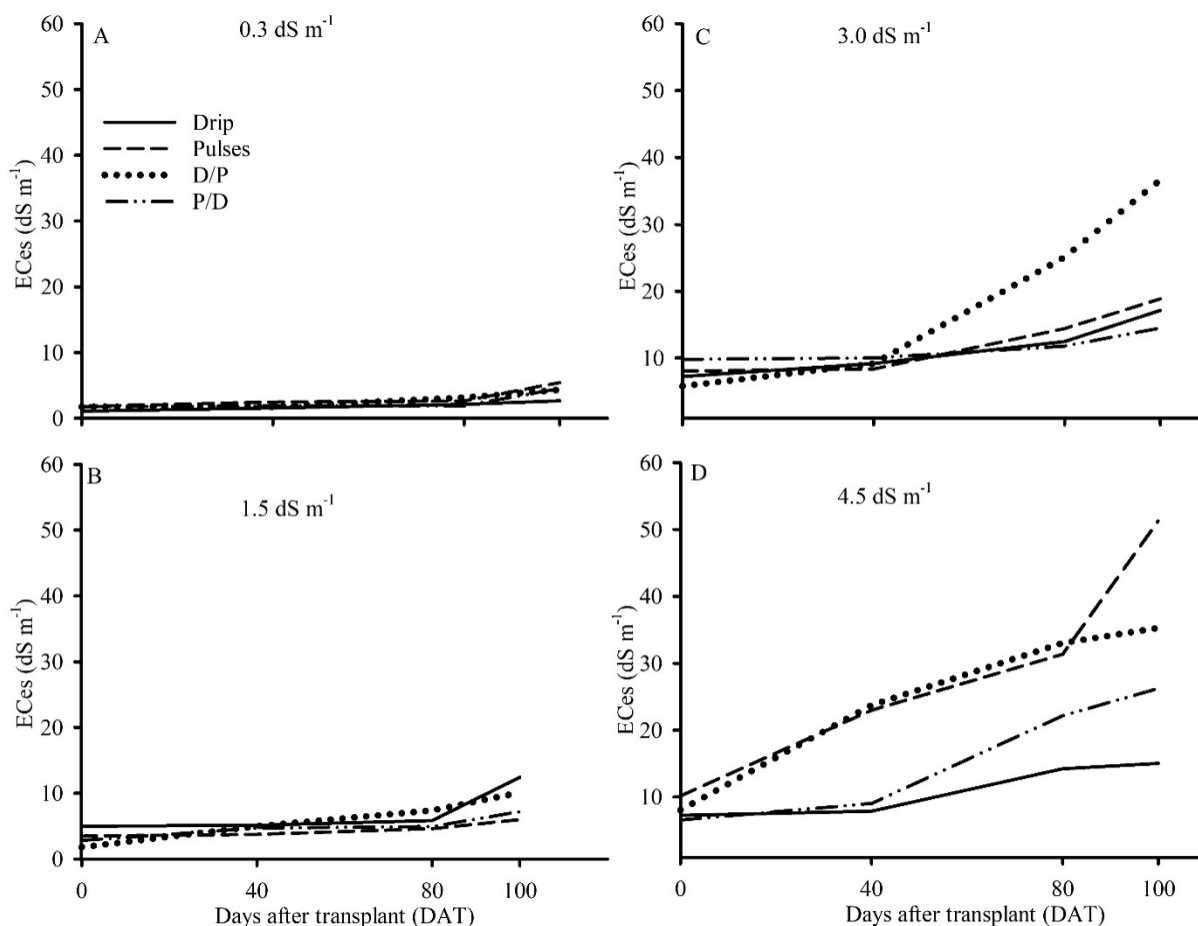 A
0.3 dS m⁻¹
60
50
40
30
20
10
0
ECes (dS m⁻¹)
Drip
Pulses
D/P
P/D
B
1.5 dS m⁻¹
60
50
40
30
20
10
0
ECes (dS m⁻¹)
0 40 80 100
Days after transplant (DAT)
C
3.0 dS m⁻¹
60
50
40
30
20
10
ECes (dS m⁻¹)
D
4.5 dS m⁻¹
60
50
40
30
20
10
ECes (dS m⁻¹)
0 40 80 100
Days after transplant (DAT)